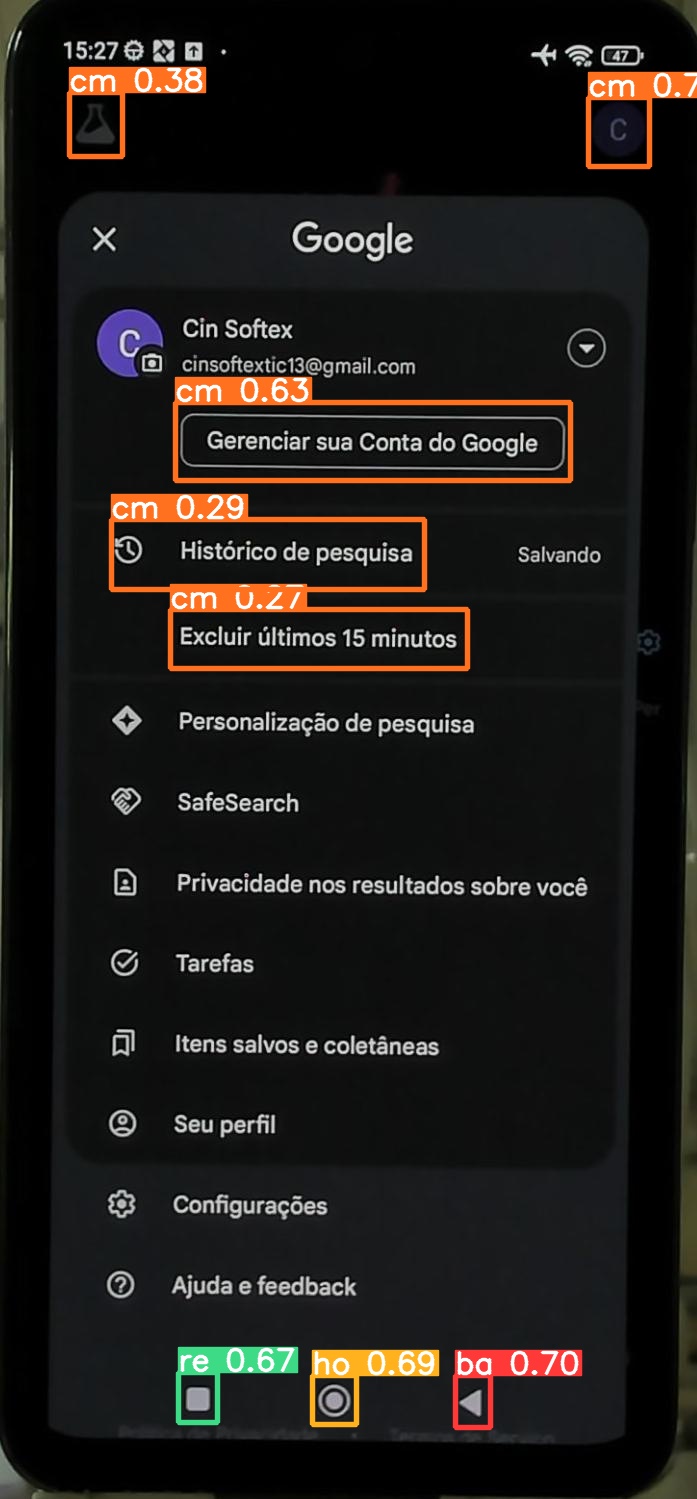 15:27
47
cm 0.38
cm 0.7
C
Google
C
Cin Softex
cinsoftextic13@gmail.com
cm 0.63
Gerenciar sua Conta do Google
cm 0.29
Histórico de pesquisa
Salvando
cm 0.27
Excluir últimos 15 minutos
Personalização de pesquisa
SafeSearch
Privacidade nos resultados sobre você
Tarefas
Itens salvos e coletâneas
Seu perfil
Configurações
Ajuda e feedback
re 0.67
ho 0.69
ba 0.70